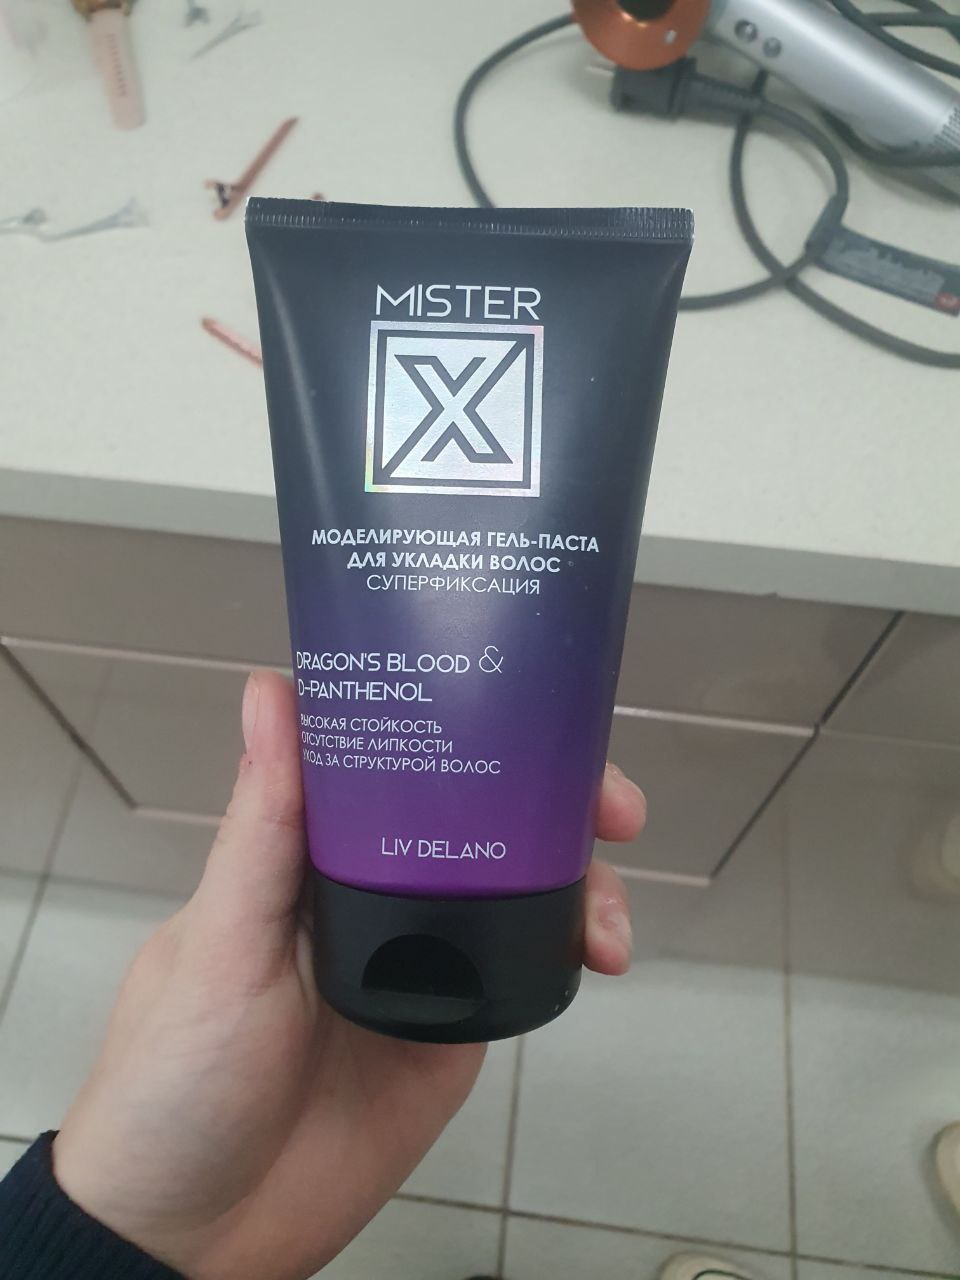 MISTER
X
МОДЕЛИРУЮЩАЯ ГЕЛЬ-ПАСТА
ДЛЯ УКЛАДКИ ВОЛОС
СУПЕРФИКСАЦИЯ
DRAGON'S BLOOD &
D-PANTHENOL
ВЫСОКАЯ СТОЙКОСТЬ
ОТСУТСТВИЕ ЛИПКОСТИ
УХОД ЗА СТРУКТУРОЙ ВОЛОС
LIV DELANO